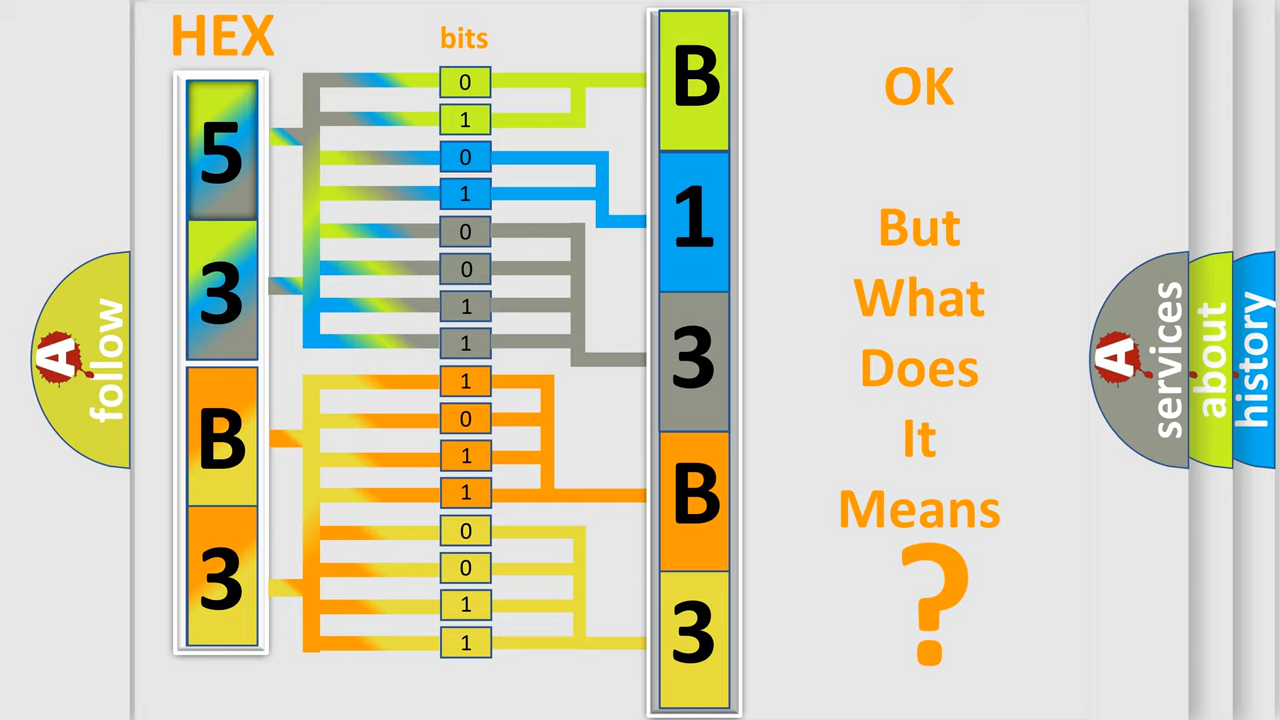 HEX
bits
5
3
B
3
0
1
0
1
0
0
1
1
1
0
1
1
0
0
1
1
B
1
3
B
3
OK
But
What
Does
It
Means
?
A
follow
A
services
about
history